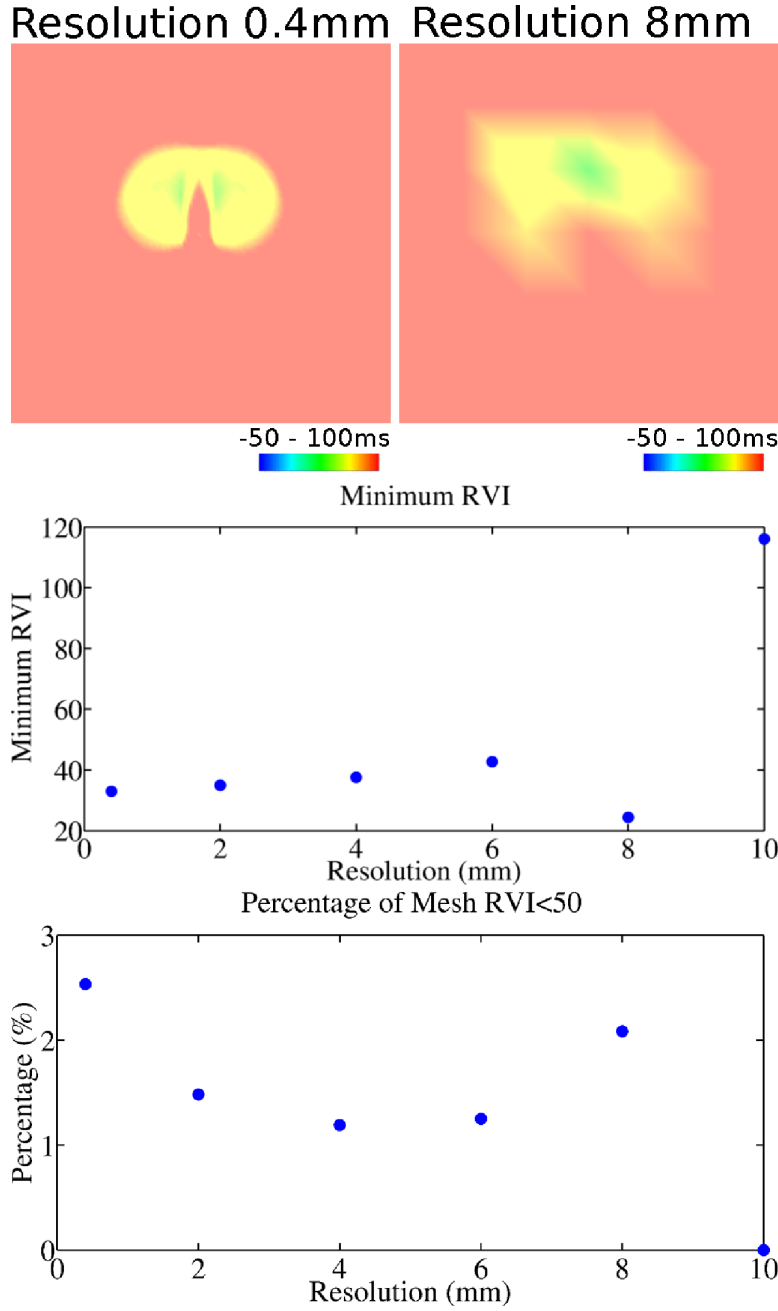 Resolution 0.4mm Resolution 8mm
-50 - 100ms -50 - 100ms
Minimum RVI
Minimum RVI
120
100
80
60
40
20
0 2 4 6 8 10
Resolution (mm)
Percentage of Mesh RVI<50
Percentage (%)
3
2
1
0
0 2 4 6 8 10
Resolution (mm)